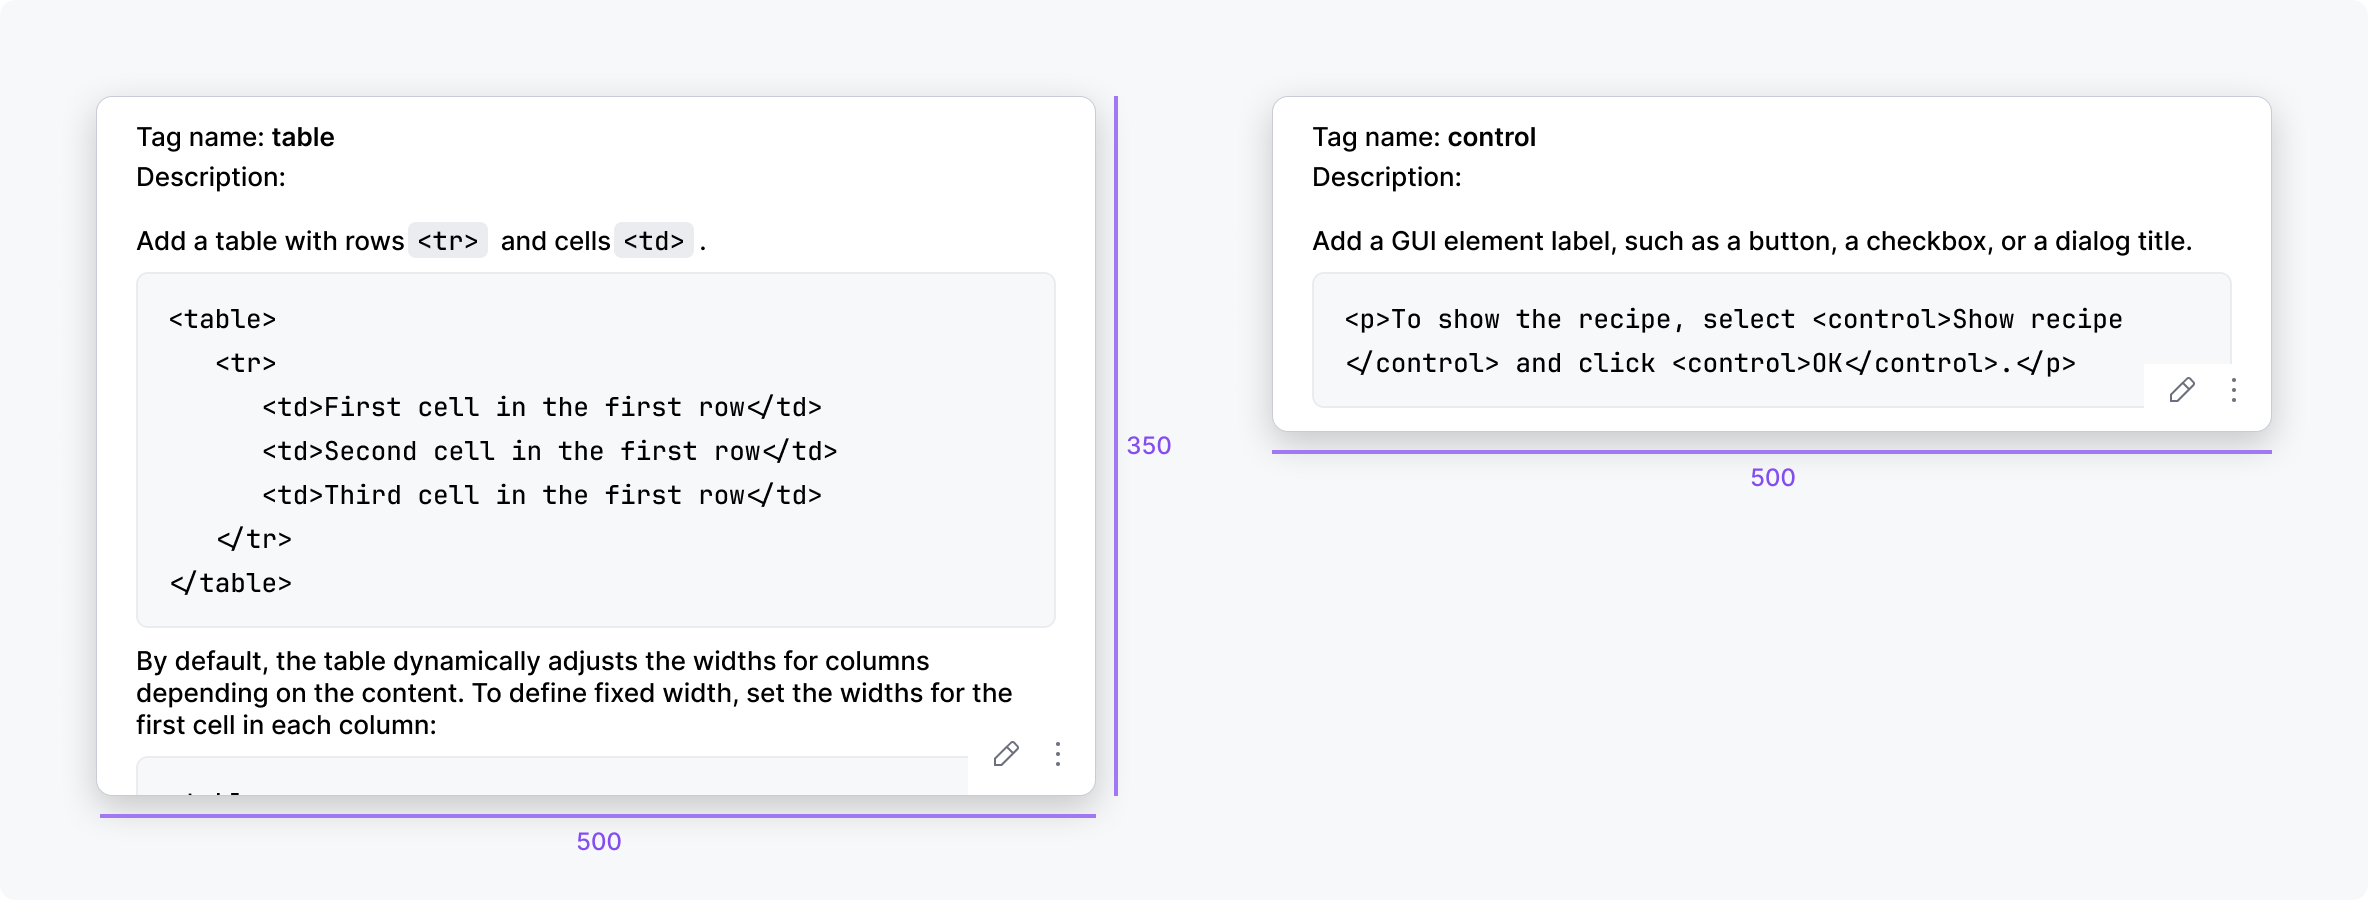 Tag name: table
Description:
Add a table with rows <tr> and cells <td> .
<table>
   <tr>
      <td>First cell in the first row</td>
      <td>Second cell in the first row</td>
      <td>Third cell in the first row</td>
   </tr>
</table>
By default, the table dynamically adjusts the widths for columns
depending on the content. To define fixed width, set the widths for the
first cell in each column:
350
500
Tag name: control
Description:
Add a GUI element label, such as a button, a checkbox, or a dialog title.
<p>To show the recipe, select <control>Show recipe
</control> and click <control>OK</control>.</p>
500